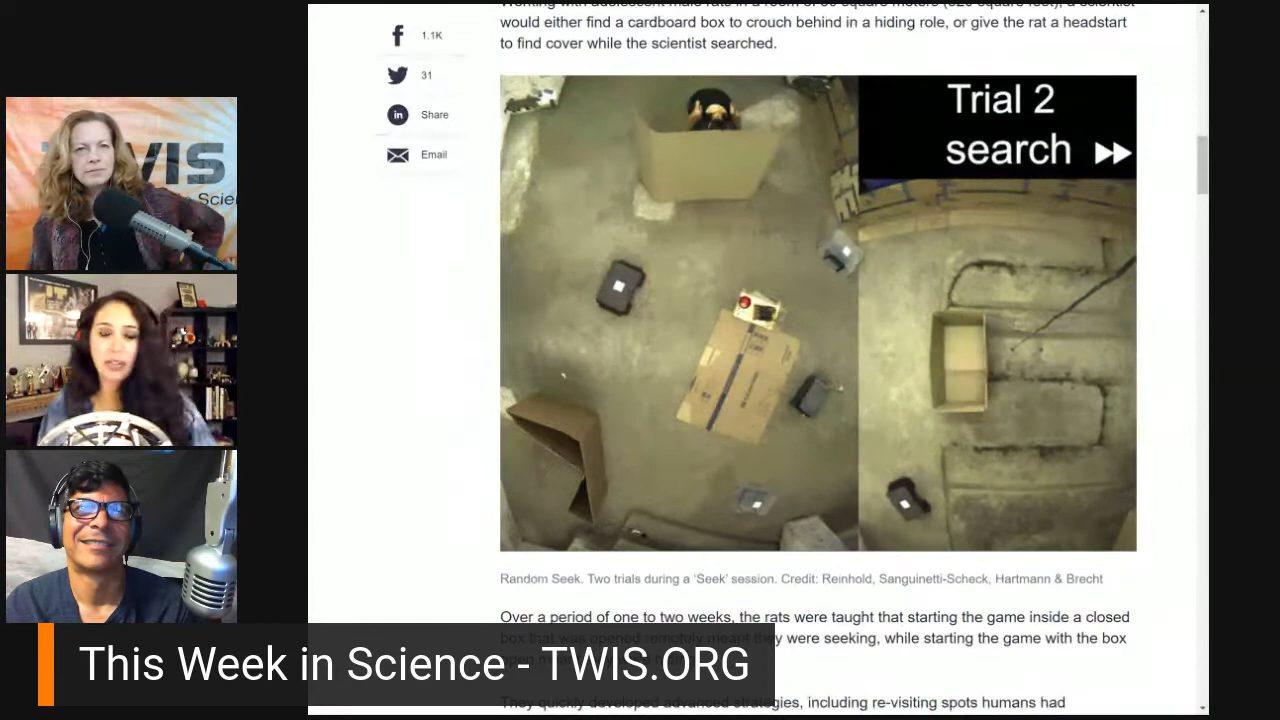 would either find a cardboard box to crouch behind in a hiding role, or give the rat a headstart
to find cover while the scientist searched.
1.1K
31
in Share
Email
Trial 2
search
Random Seek. Two trials during a 'Seek' session. Credit: Reinhold, Sanguinetti-Scheck, Hartmann & Brecht
Over a period of one to two weeks, the rats were taught that starting the game inside a closed
box that was opened remotely meant they were seeking, while starting the game with the box
They quickly developed advanced strategies, including re-visiting spots humans had
This Week in Science - TWIS.ORG